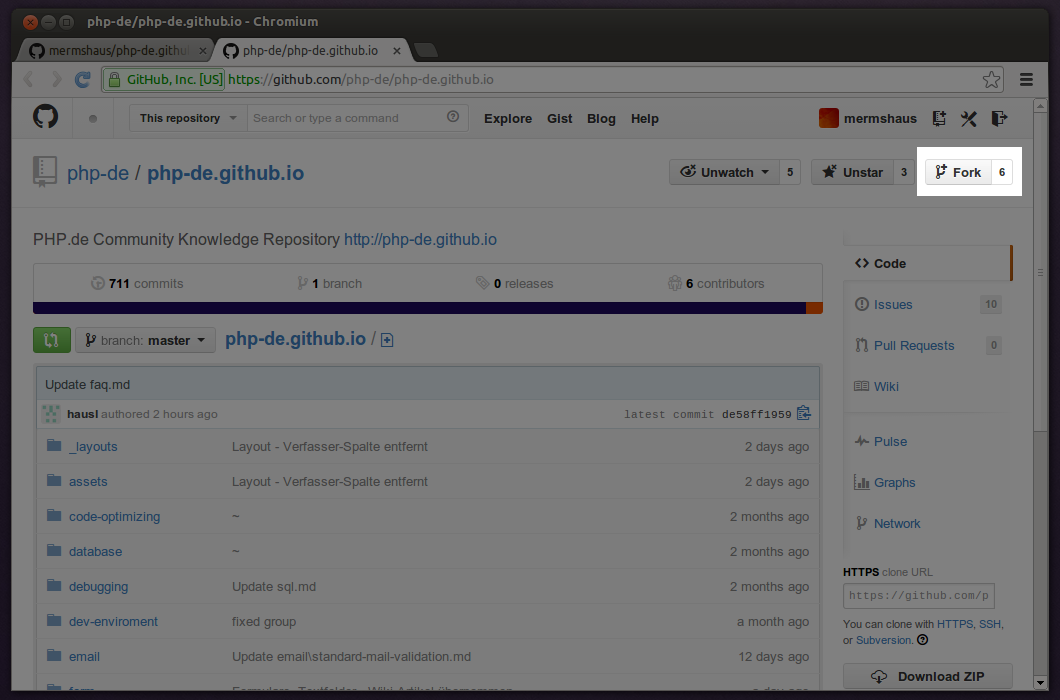 php-de/php-de.github.io - Chromium
mermshaus/php-de.githu
php-de/php-de.github.io
GitHub, Inc. [US] https://github.com/php-de/php-de.github.io
This repository Search or type a command Explore Gist Blog Help mermshaus
php-de / php-de.github.io
Unwatch 5 Unstar 3 Fork 6
PHP.de Community Knowledge Repository http://php-de.github.io
711 commits 1 branch 0 releases 6 contributors
branch: master php-de.github.io /
Update faq.md
hausl authored 2 hours ago latest commit de58ff1959
_layouts Layout - Verfasser-Spalte entfernt 2 days ago
assets Layout - Verfasser-Spalte entfernt 2 days ago
code-optimizing ~ 2 months ago
database ~ 2 months ago
debugging Update sql.md 2 months ago
dev-enviroment fixed group a month ago
email Update email\standard-mail-validation.md 12 days ago
Code
Issues 10
Pull Requests 0
Wiki
Pulse
Graphs
Network
HTTPS clone URL
https://github.com/p
You can clone with HTTPS, SSH,
or Subversion.
Download ZIP